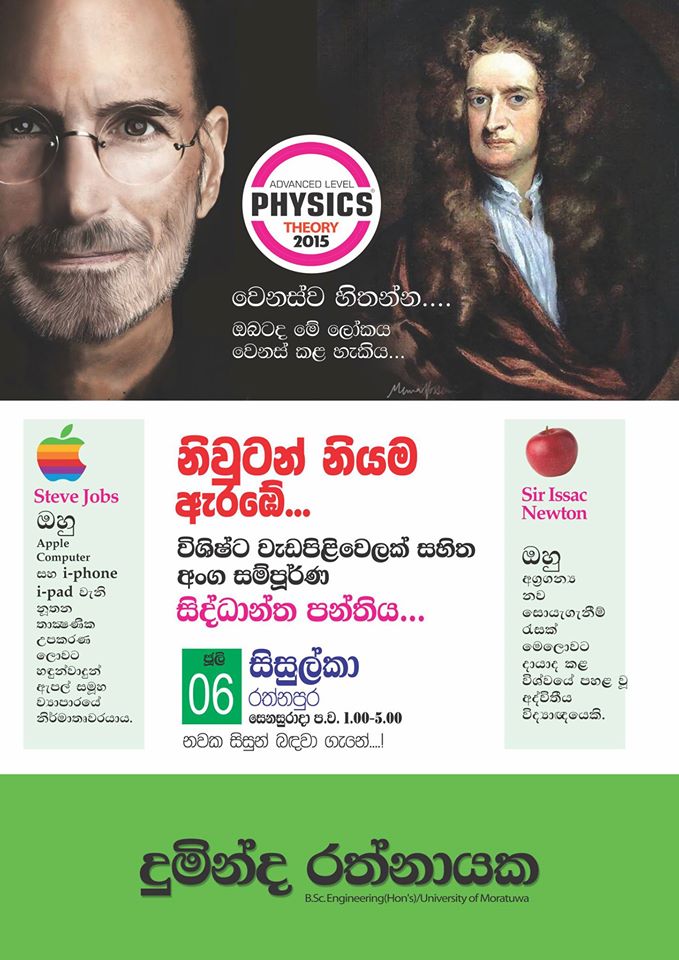 ADVANCED LEVEL
PHYSICS
THEORY
2015
වෙනස්ව හිතන්න....
ඔබටද මේ ලෝකය
වෙනස් කළ හැකිය...
Steve Jobs
ඔහු
Apple
Computer
සහ i-phone
i-pad වැනි
නූතන
තාක්‍ෂණික
උපකරණ
ලොවට
හඳුන්වාදුන්
ඇපල් සමූහ
ව්‍යාපාරයේ
නිර්මාතෘවරයාය.
නිව්ටන් නියම
ඇරඹේ...
විශිෂ්ට වැඩපිළිවෙලක් සහිත
අංග සම්පූර්ණ
සිද්ධාන්ත පන්තිය...
ජූලි
06
සිසුල්කා
රත්නපුර
සෙනසුරාදා ප.ව. 1.00-5.00
නවක සිසුන් බඳවා ගැනේ....!
Sir Issac
Newton
ඔහු
අග්‍රගන්‍ය
නව
සොයැගැනීම්
රැසක්
මෙලොවට
දායාද කළ
විශ්වයේ පහළ වූ
අද්විතීය
විද්‍යාඥයෙකි.
දුමින්ද රත්නායක
B.Sc.Engineering(Hon's)/University of Moratuwa